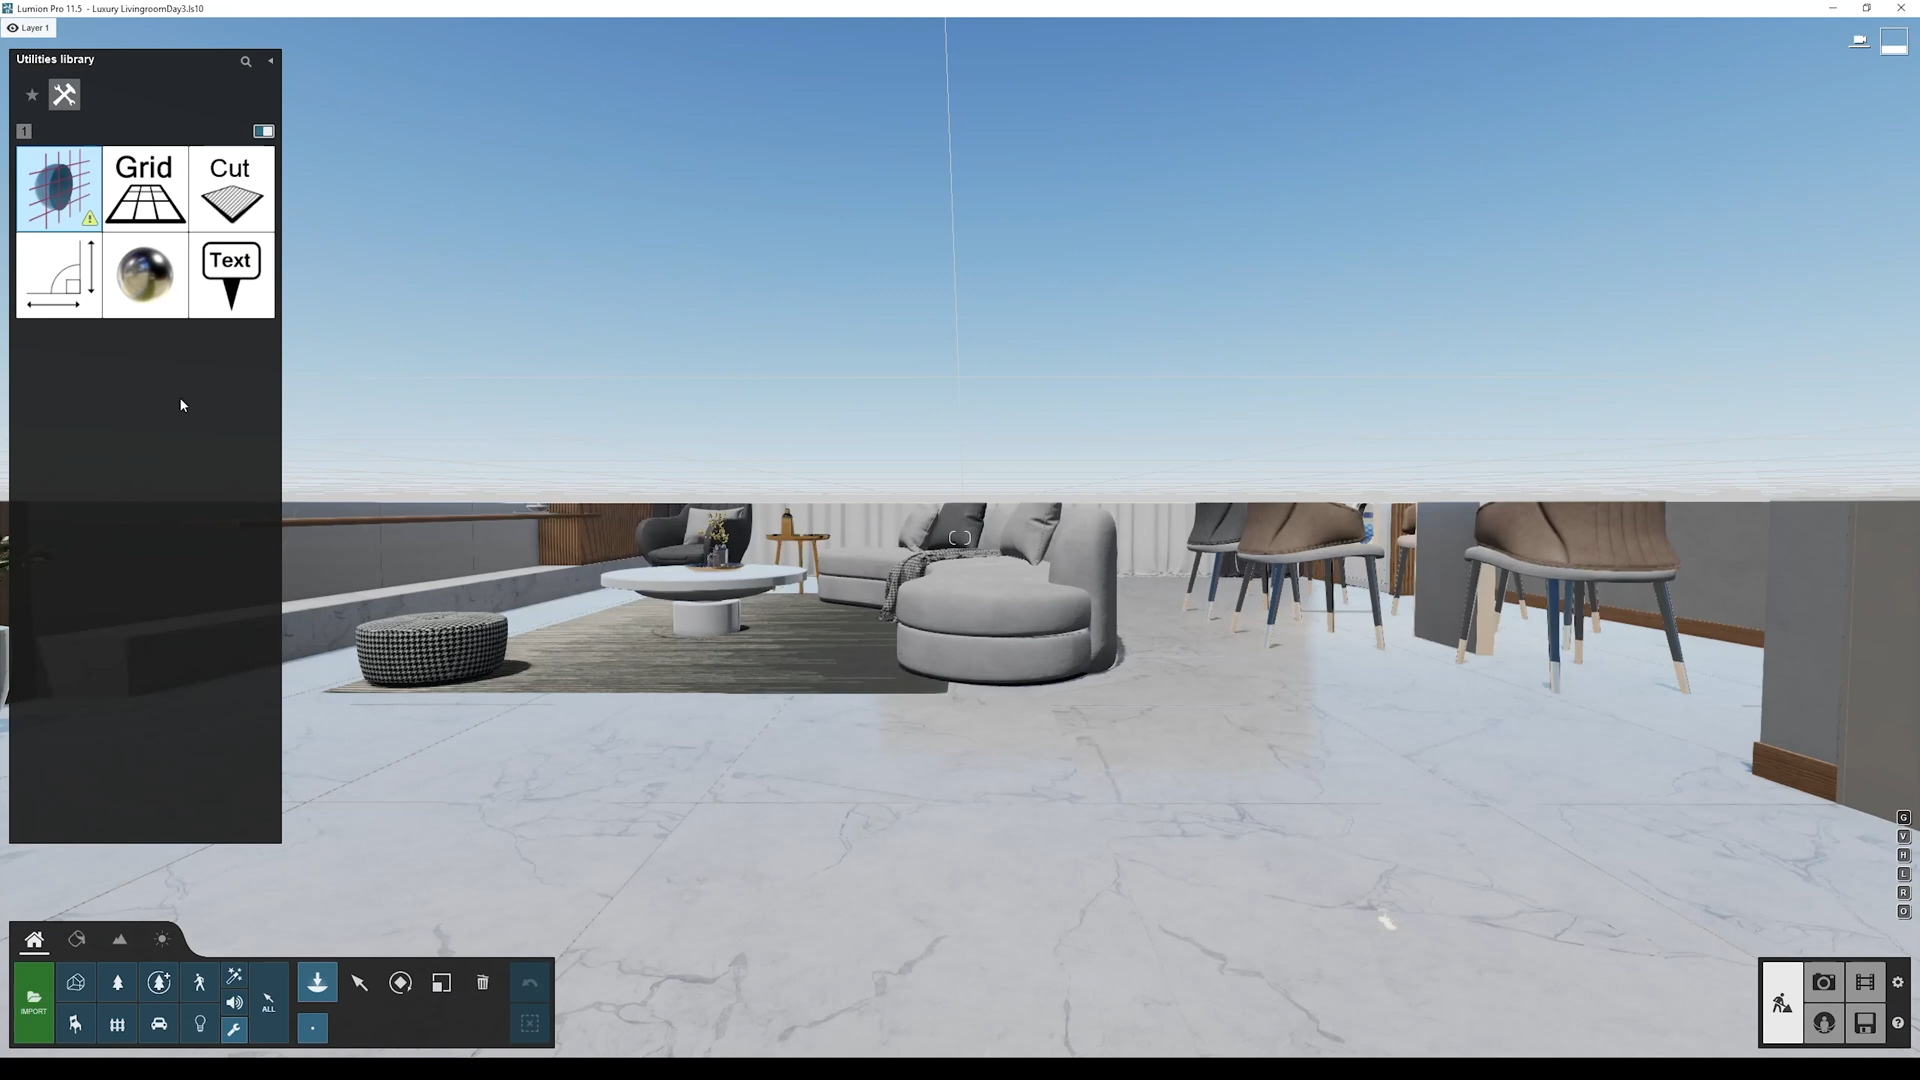 Lumion Pro 11.5 - Luxury LivingroomDay3.ls10
Layer 1
Utilities library
1
Grid
Cut
Text
G
V
H
L
R
O
IMPORT
ALL
?